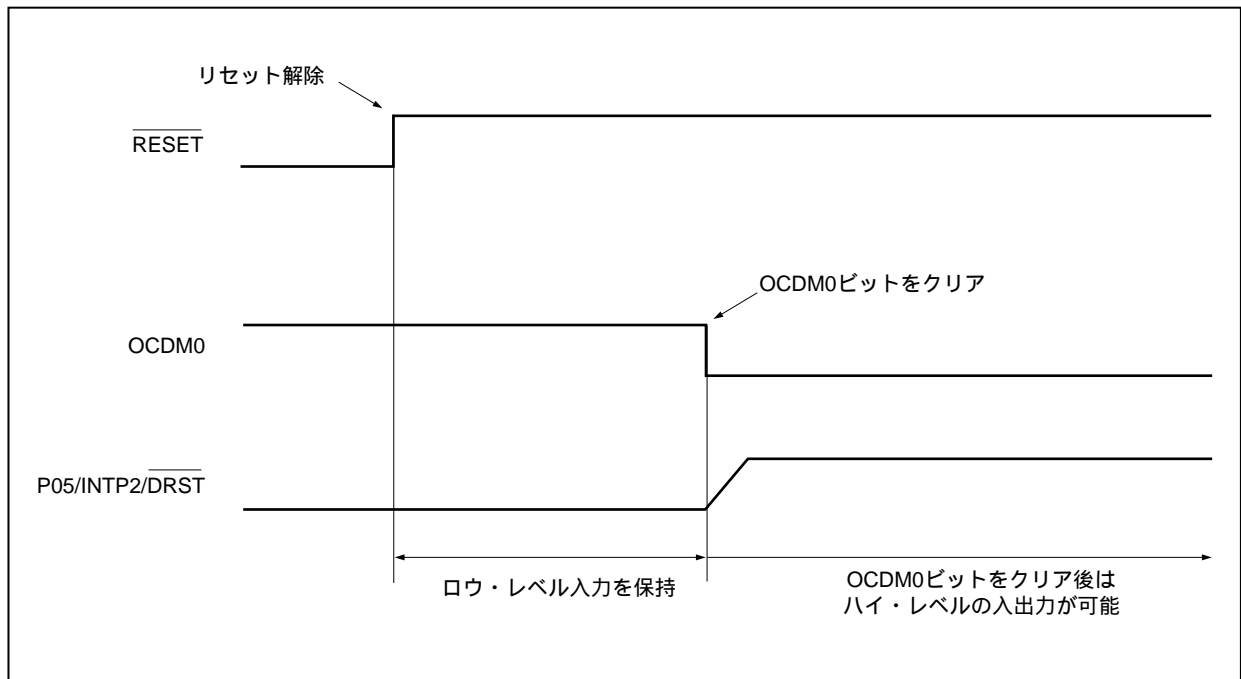 リセット解除
RESET
OCDM0ビットをクリア
OCDM0
P05/INTP2/DRST
ロウ・レベル入力を保持
OCDM0ビットをクリア後は
ハイ・レベルの入出力が可能